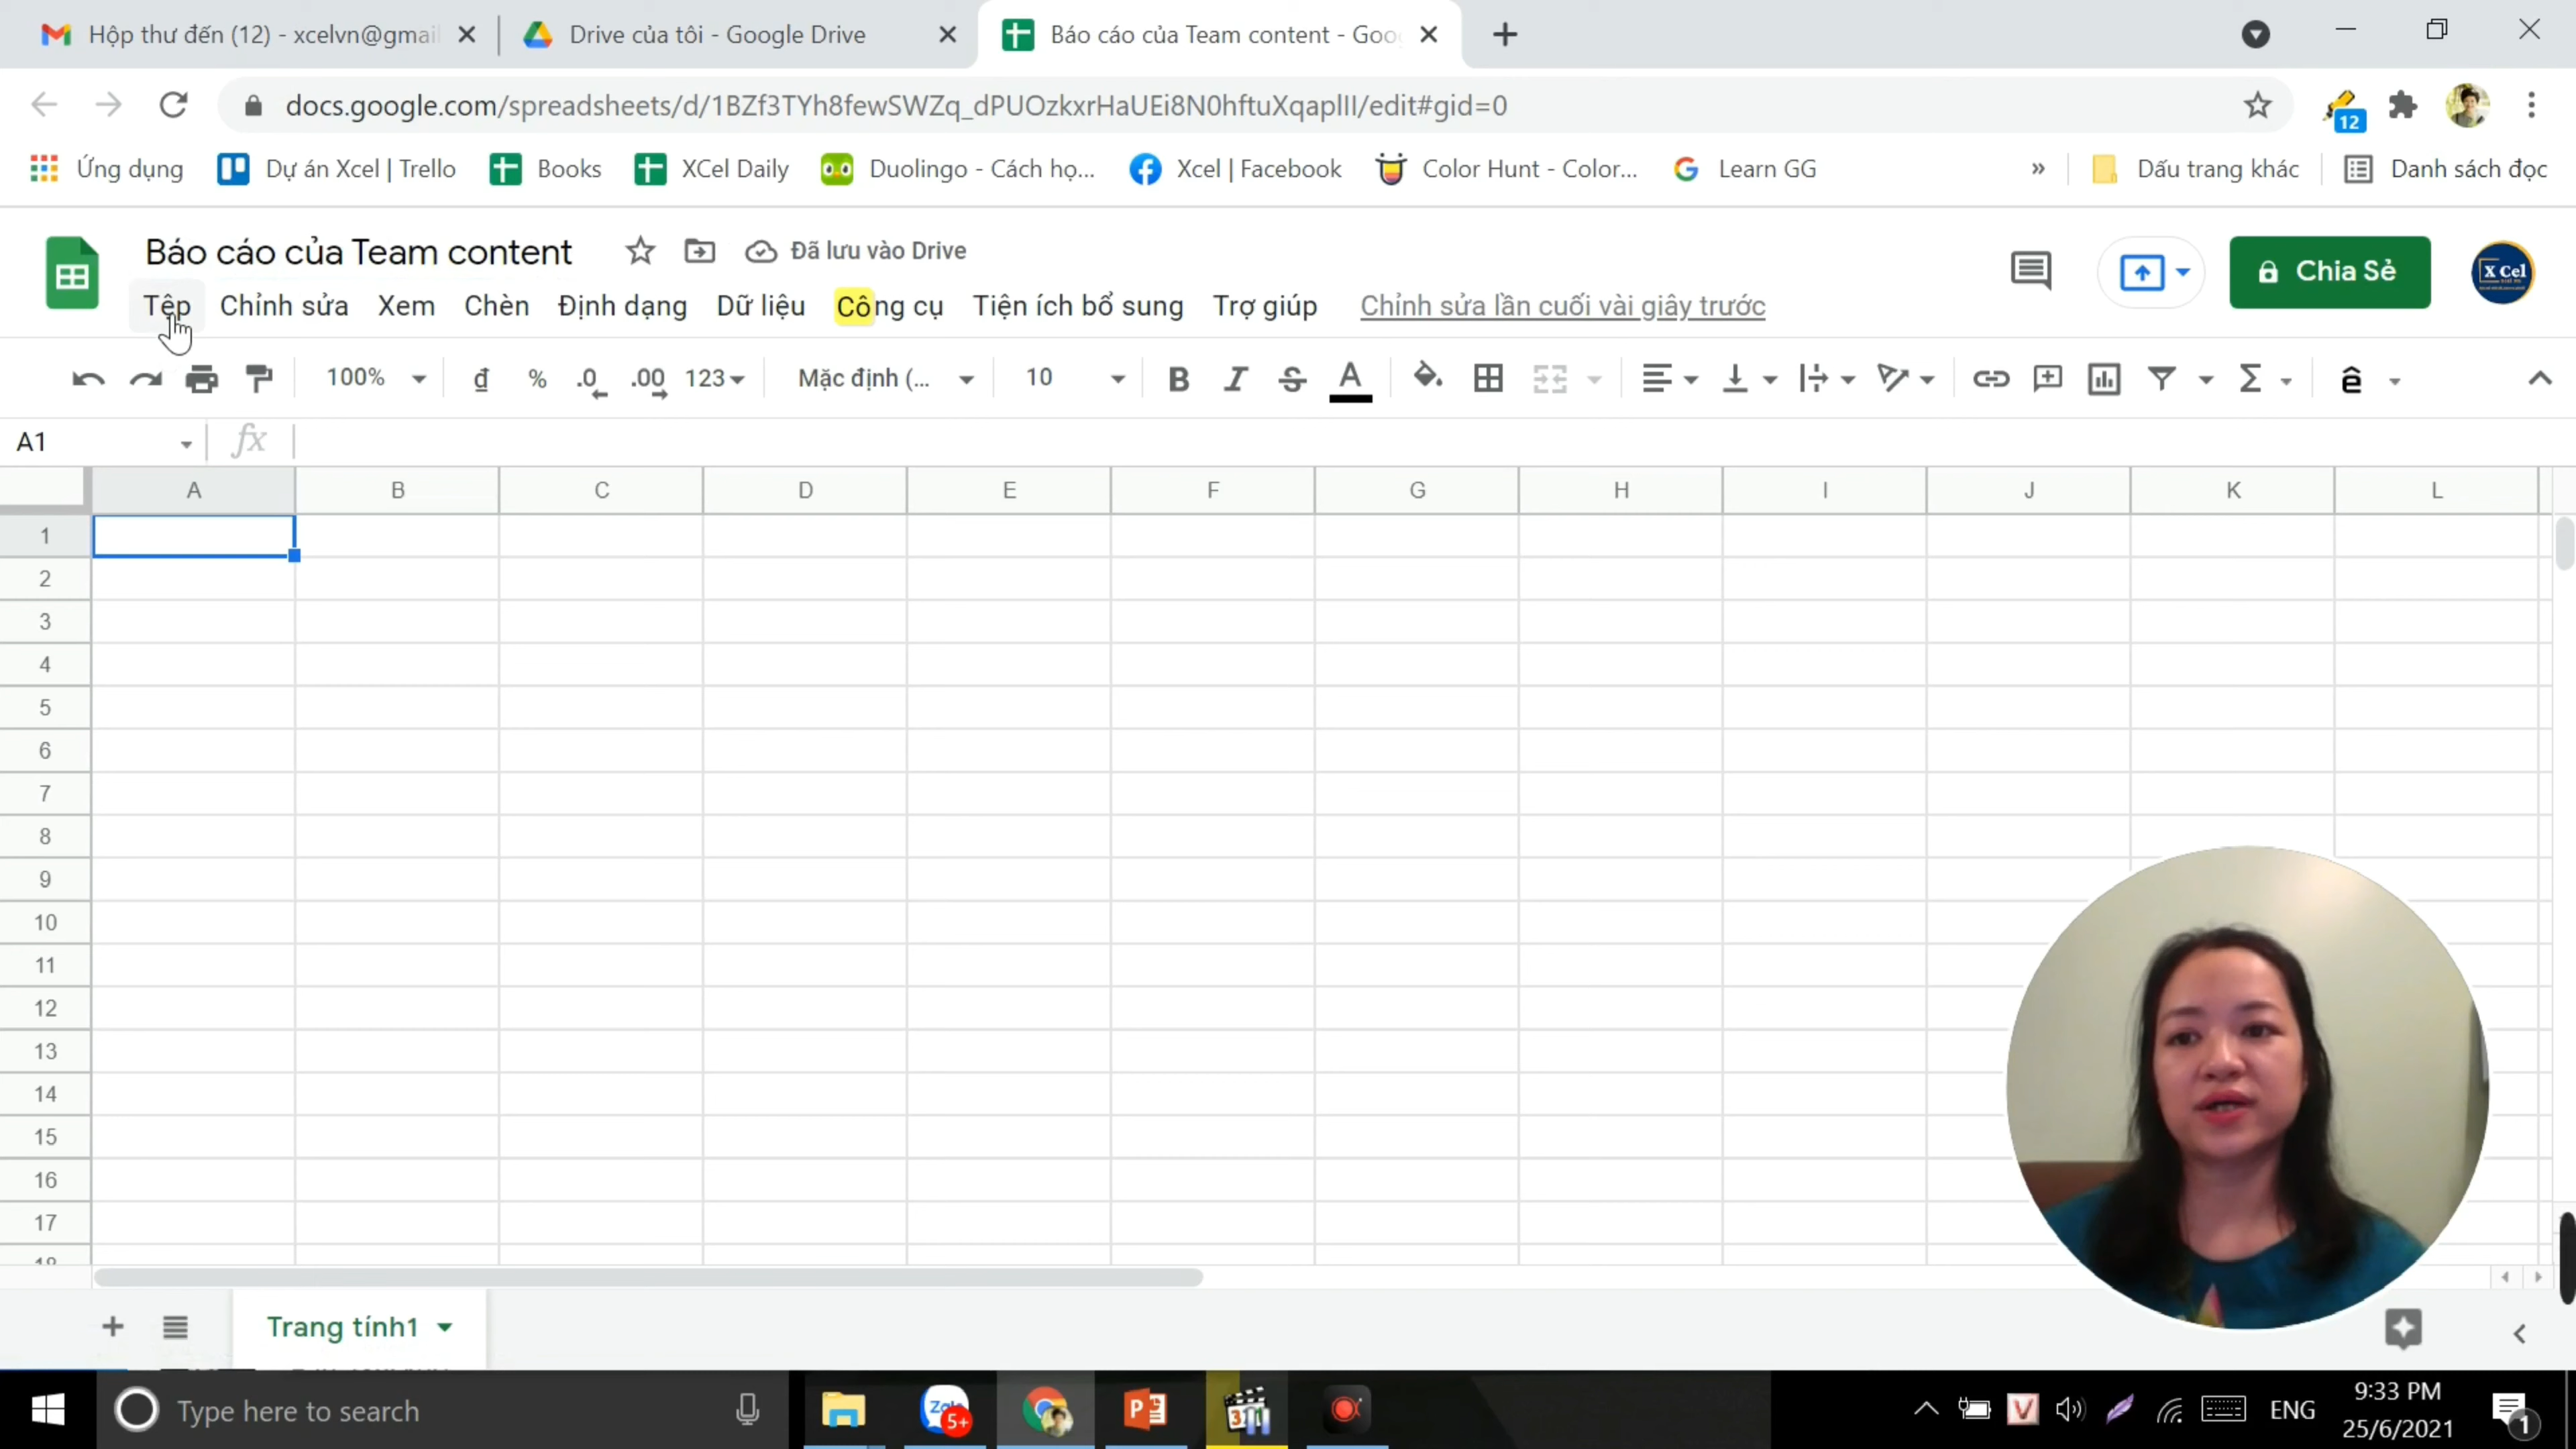 Hộp thư đến (12) - xcelvn@gmail
Drive của tôi - Google Drive
Báo cáo của Team content - Goo
docs.google.com/spreadsheets/d/1BZf3TYh8fewSWZq_dPUOzkxrHaUEi8N0hftuXqaplII/edit#gid=0
12
Ứng dụng
Dự án Xcel | Trello
Books
XCel Daily
Duolingo - Cách họ...
Xcel | Facebook
Color Hunt - Color...
Learn GG
»
Dấu trang khác
Danh sách đọc
Báo cáo của Team content
Đã lưu vào Drive
Chia Sẻ
X Cel
Tệp Chỉnh sửa Xem Chèn Định dạng Dữ liệu Công cụ Tiện ích bổ sung Trợ giúp Chỉnh sửa lần cuối vài giây trước
100% đ % .0 .00 123 Mặc định (... 10 B I S A Σ ê
A1 fx
A B C D E F G H I J K L
1
2
3
4
5
6
7
8
9
10
11
12
13
14
15
16
17
18
Trang tính1
Type here to search
Zalo
5+
P
V
ENG
9:33 PM
25/6/2021
1